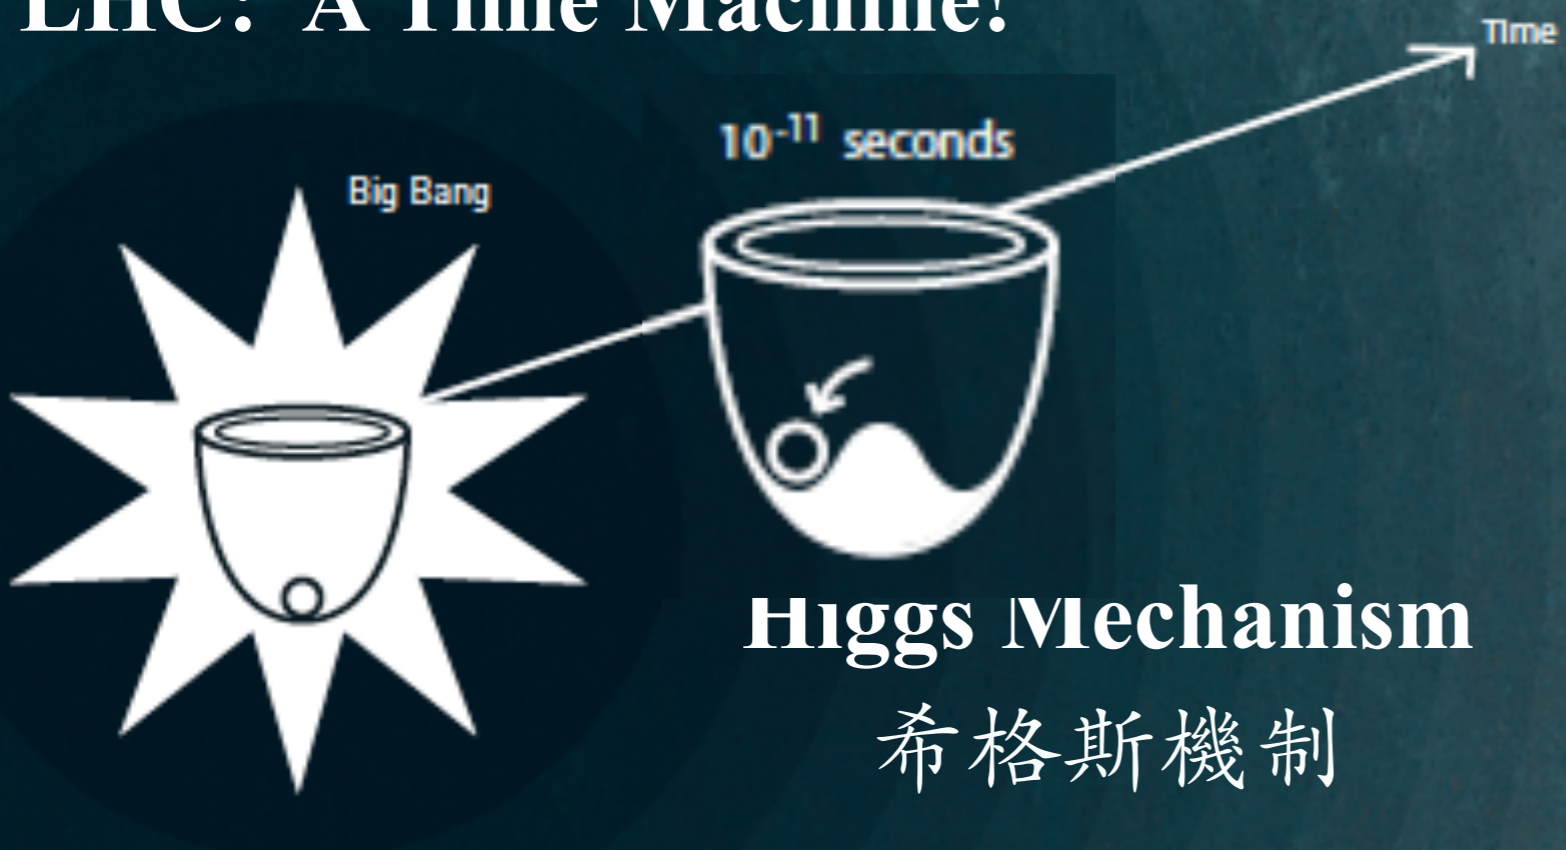 LHC: A Time Machine!
Time
10⁻¹¹ seconds
Big Bang
Higgs Mechanism
希格斯機制